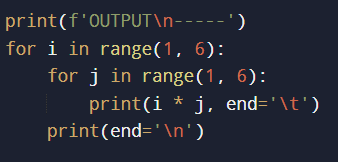 print(f'OUTPUT\n-----')
for i in range(1, 6):
    for j in range(1, 6):
        print(i * j, end='\t')
    print(end='\n')